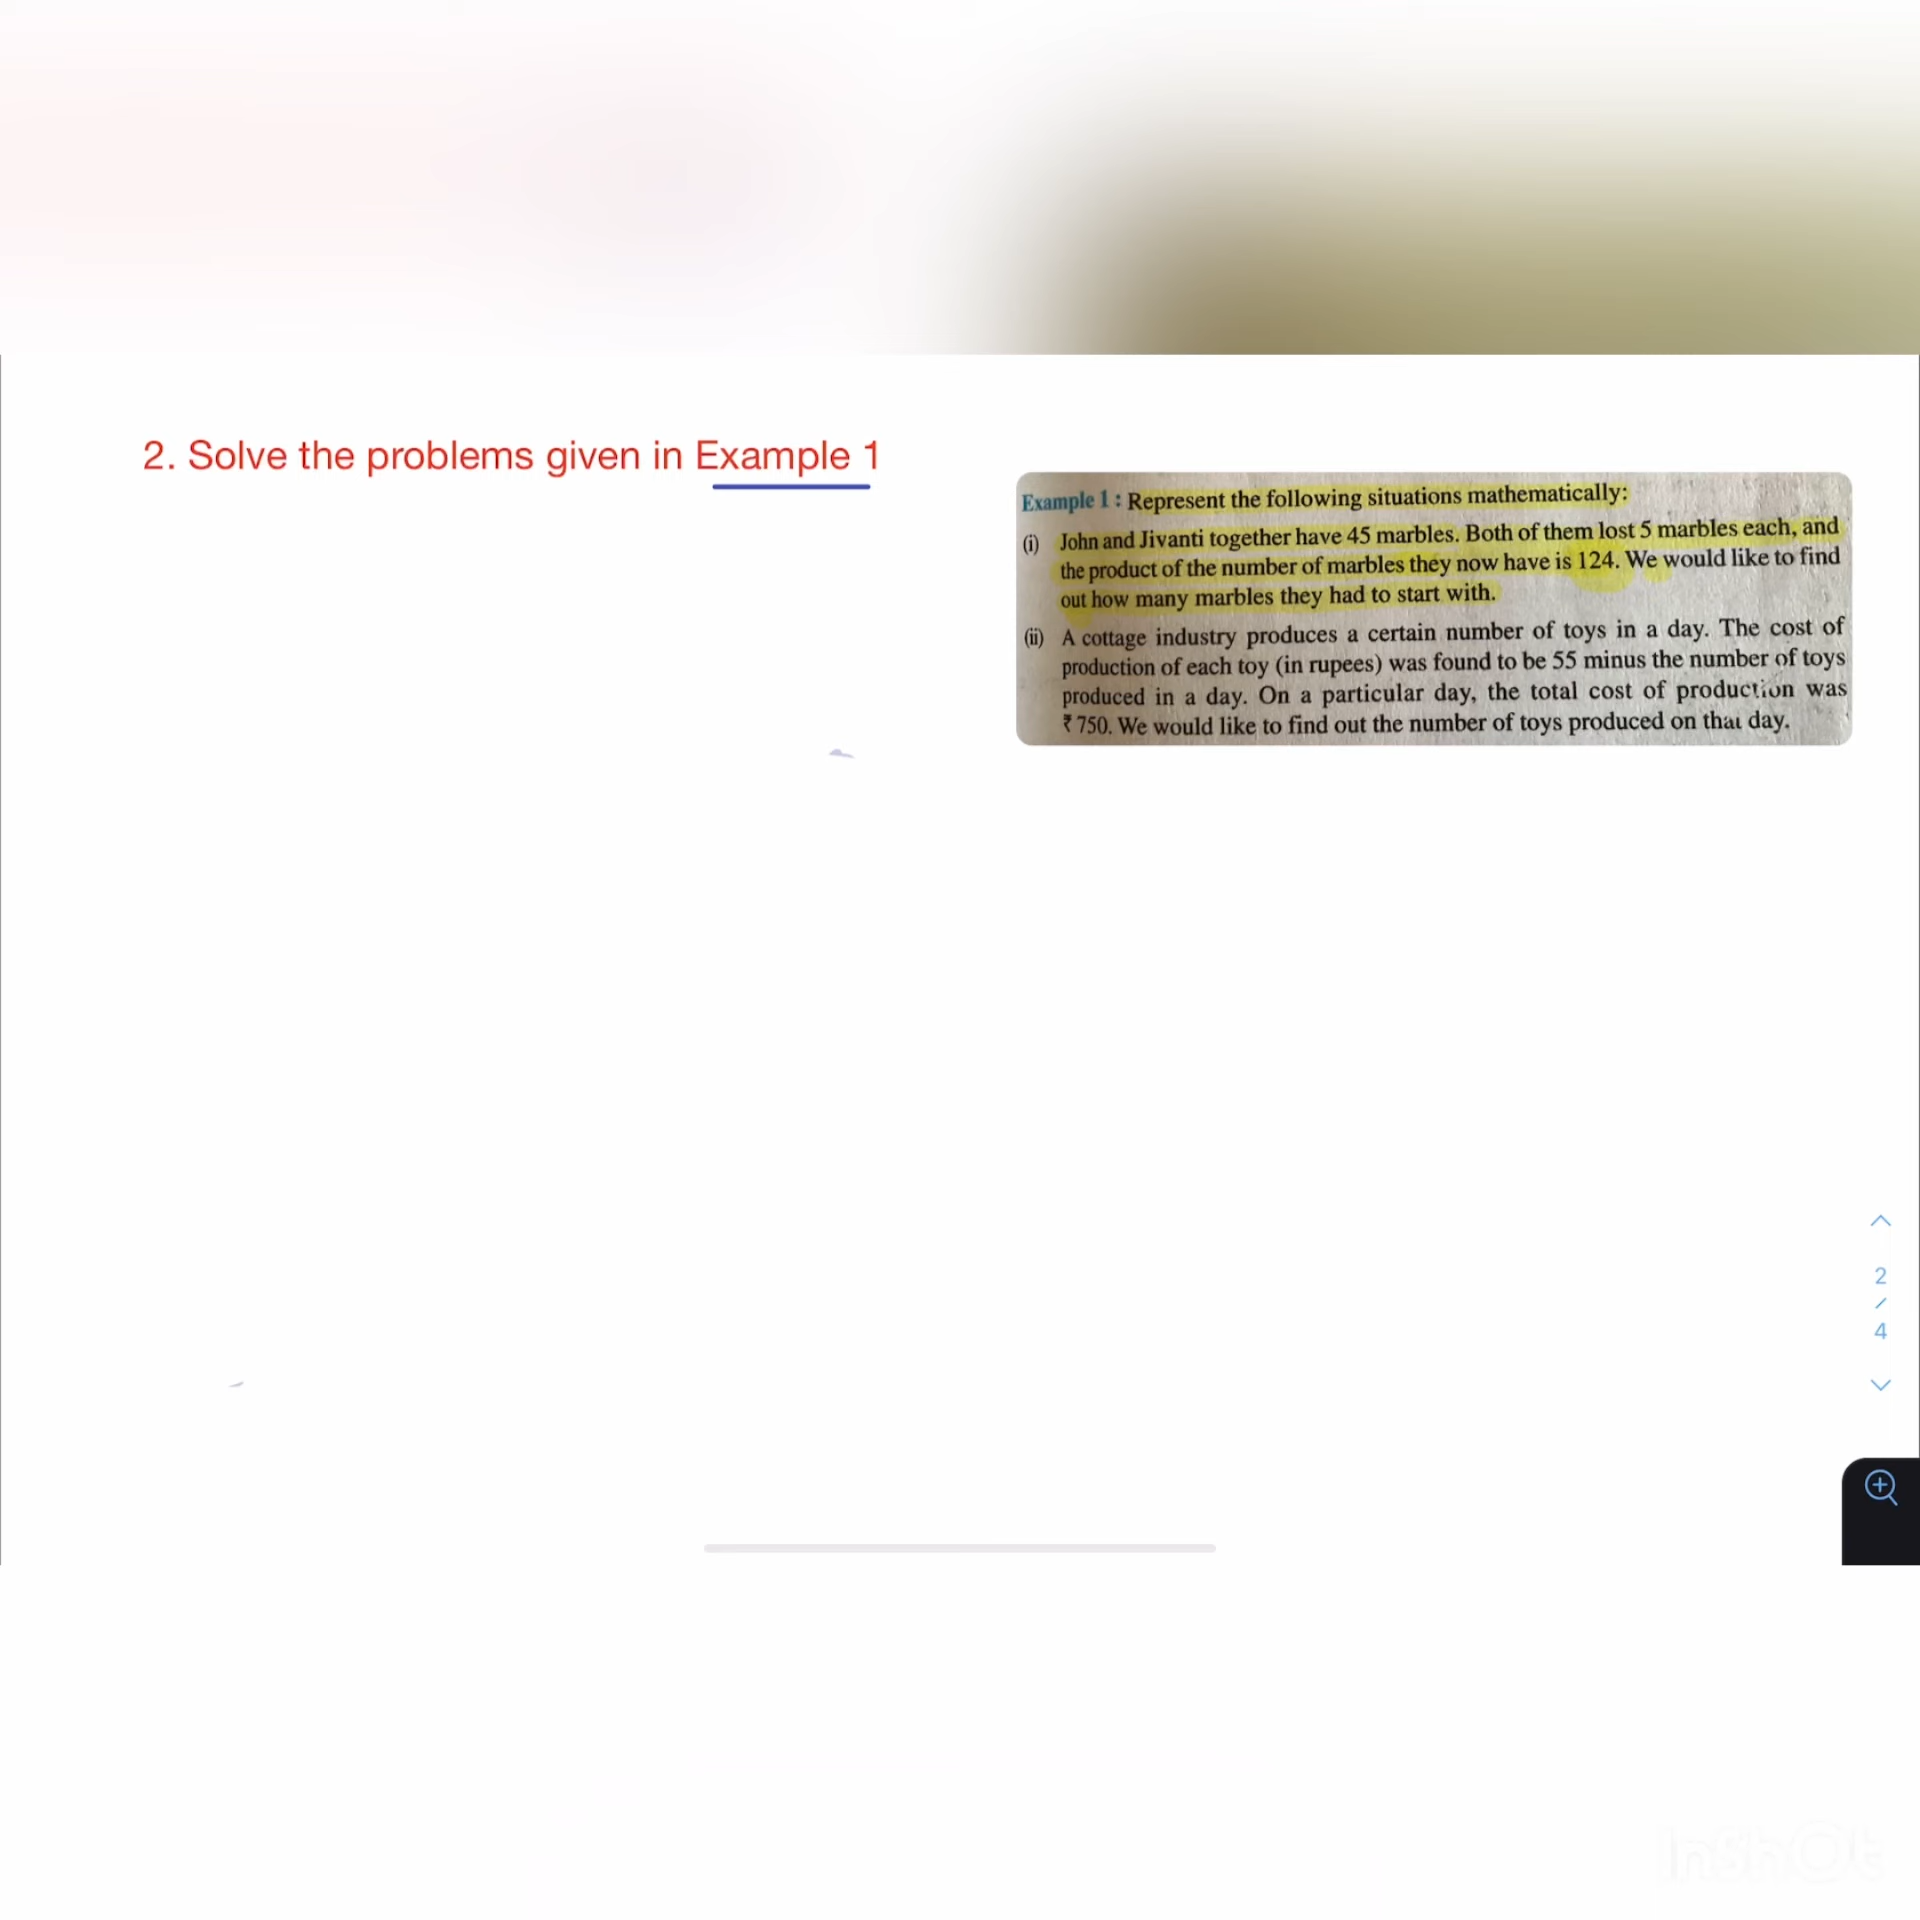 2. Solve the problems given in Example 1
Example 1 : Represent the following situations mathematically:
(i) John and Jivanti together have 45 marbles. Both of them lost 5 marbles each, and
the product of the number of marbles they now have is 124. We would like to find
out how many marbles they had to start with.
(ii) A cottage industry produces a certain number of toys in a day. The cost of
production of each toy (in rupees) was found to be 55 minus the number of toys
produced in a day. On a particular day, the total cost of production was
₹ 750. We would like to find out the number of toys produced on that day.
2
/
4
InShOt